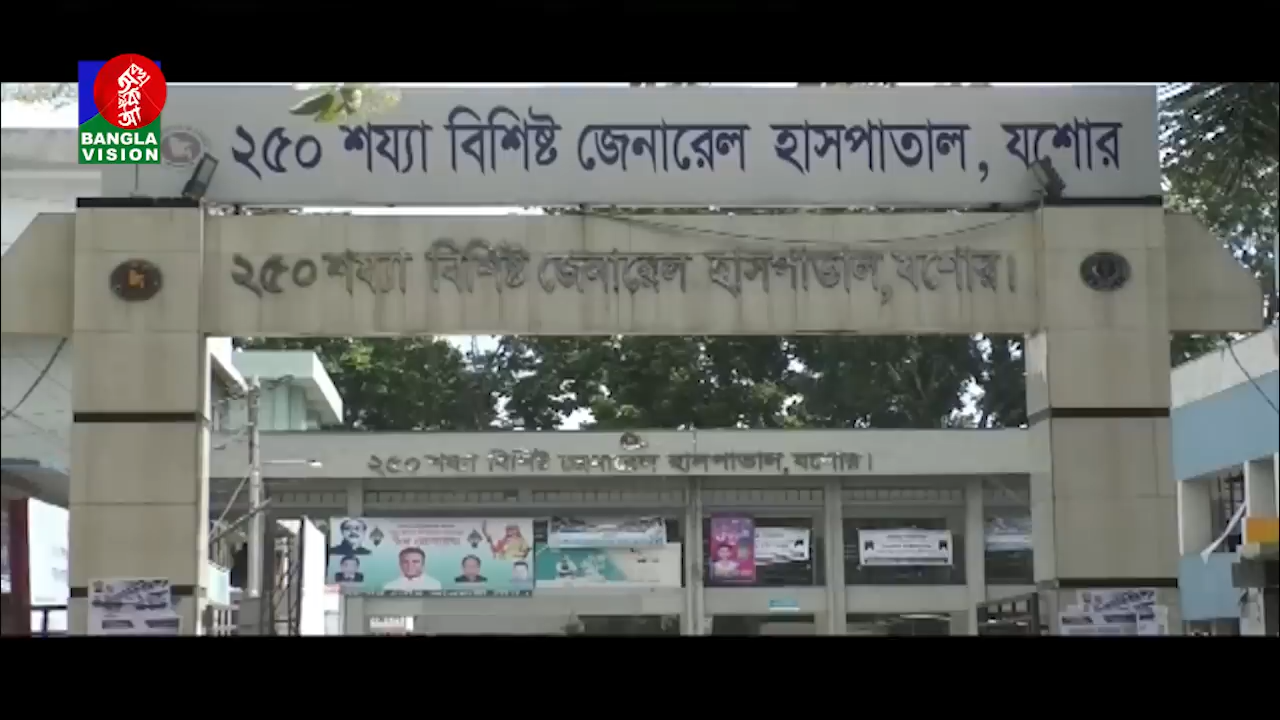 BANGLA
VISION
২৫০ শয্যা বিশিষ্ট জেনারেল হাসপাতাল, যশোর
২৫০ শয্যা বিশিষ্ট জেনারেল হাসপাতাল, যশোর।
২৫০ শয্যা বিশিষ্ট জেনারেল হাসপাতাল, যশোর।